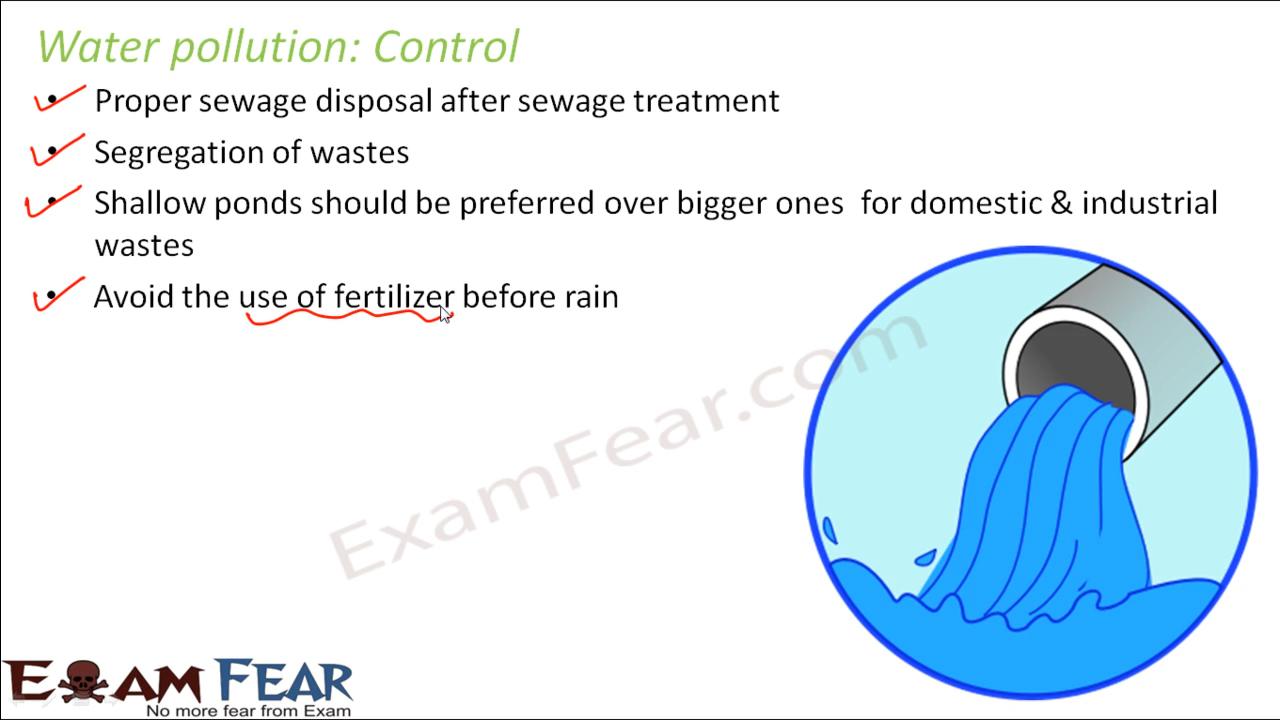 Water pollution: Control
• Proper sewage disposal after sewage treatment
• Segregation of wastes
• Shallow ponds should be preferred over bigger ones for domestic & industrial
wastes
• Avoid the use of fertilizer before rain
ExamFear.com
EXAM FEAR
No more fear from Exam